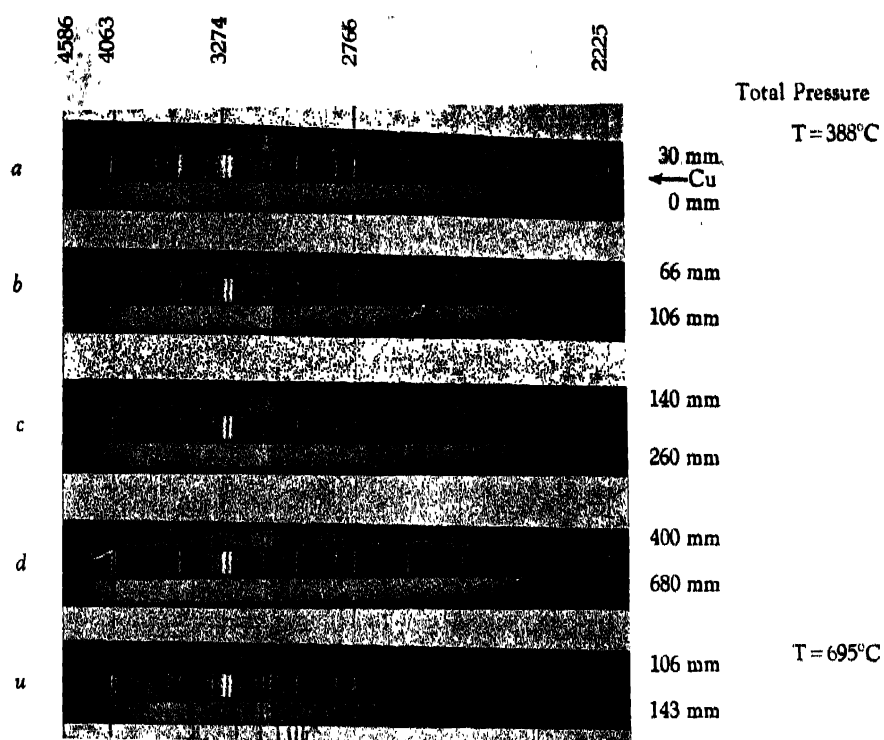 4586 4063 3274 2766 2225
Total Pressure
T = 388°C
a
30 mm.
←Cu
0 mm
b
66 mm
106 mm
c
140 mm
260 mm
d
400 mm
680 mm
u
106 mm
T = 695°C
143 mm